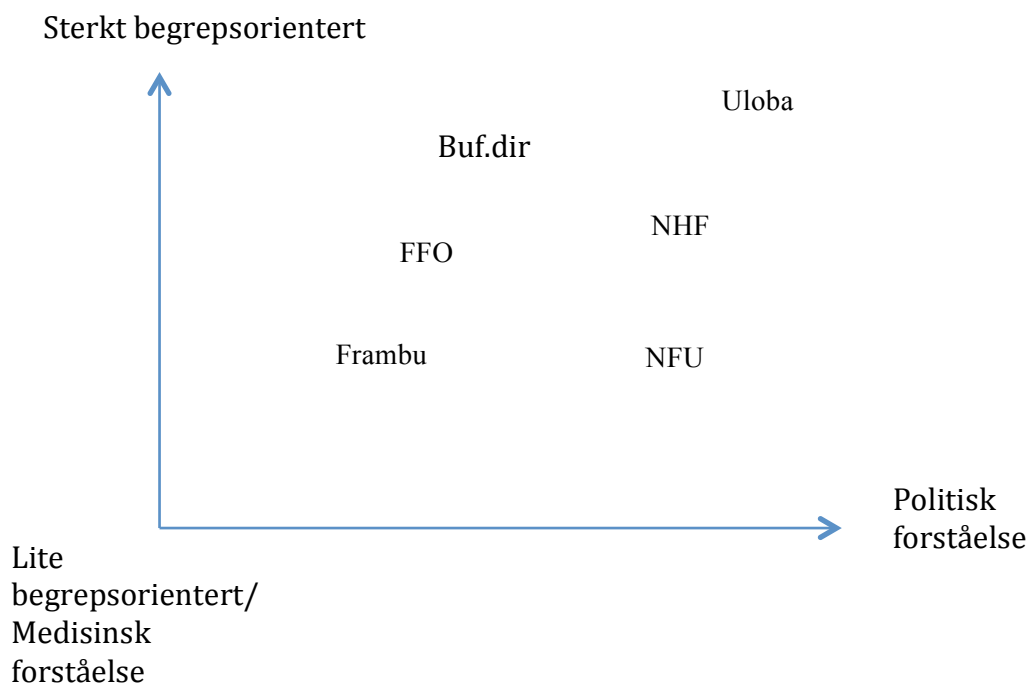 Sterkt begrepsorientert
Uloba
Buf.dir
NHF
FFO
Frambu
NFU
Politisk
forståelse
Lite
begrepsorientert/
Medisinsk
forståelse